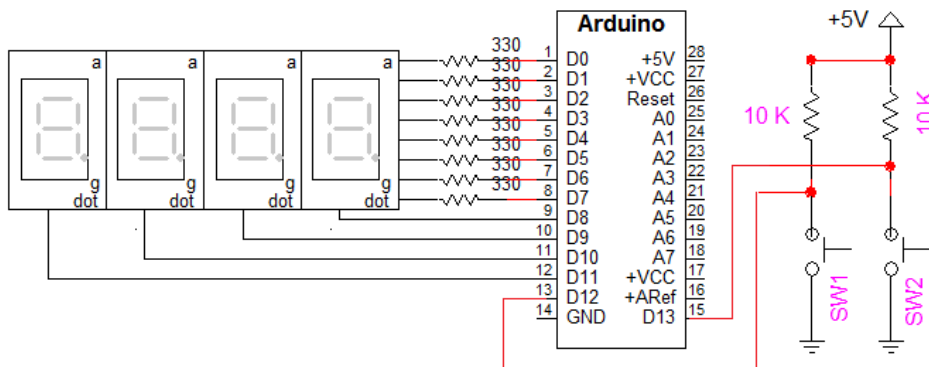 Arduino
+5V
a a a a
g g g g
dot dot dot dot
330
330
330
330
330
330
330
330
1 D0 +5V 28
2 D1 +VCC 27
3 D2 Reset 26
4 D3 A0 25
5 D4 A1 24
6 D5 A2 23
7 D6 A3 22
8 D7 A4 21
9 D8 A5 20
10 D9 A6 19
11 D10 A7 18
12 D11 +VCC 17
13 D12 +ARef 16
14 GND D13 15
10 K
10 K
SW1
SW2